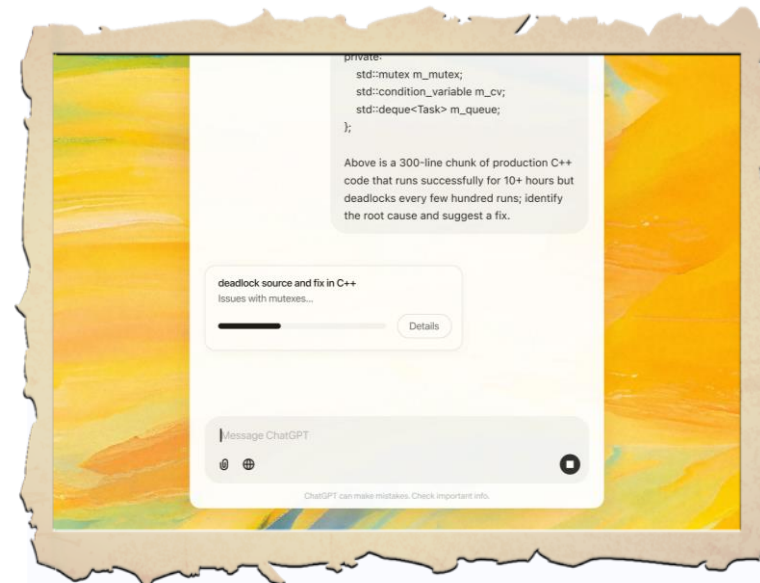 private:
std::mutex m_mutex;
std::condition_variable m_cv;
std::deque<Task> m_queue;
};
Above is a 300-line chunk of production C++
code that runs successfully for 10+ hours but
deadlocks every few hundred runs; identify
the root cause and suggest a fix.
deadlock source and fix in C++
Issues with mutexes...
Details
Message ChatGPT
ChatGPT can make mistakes. Check important info.